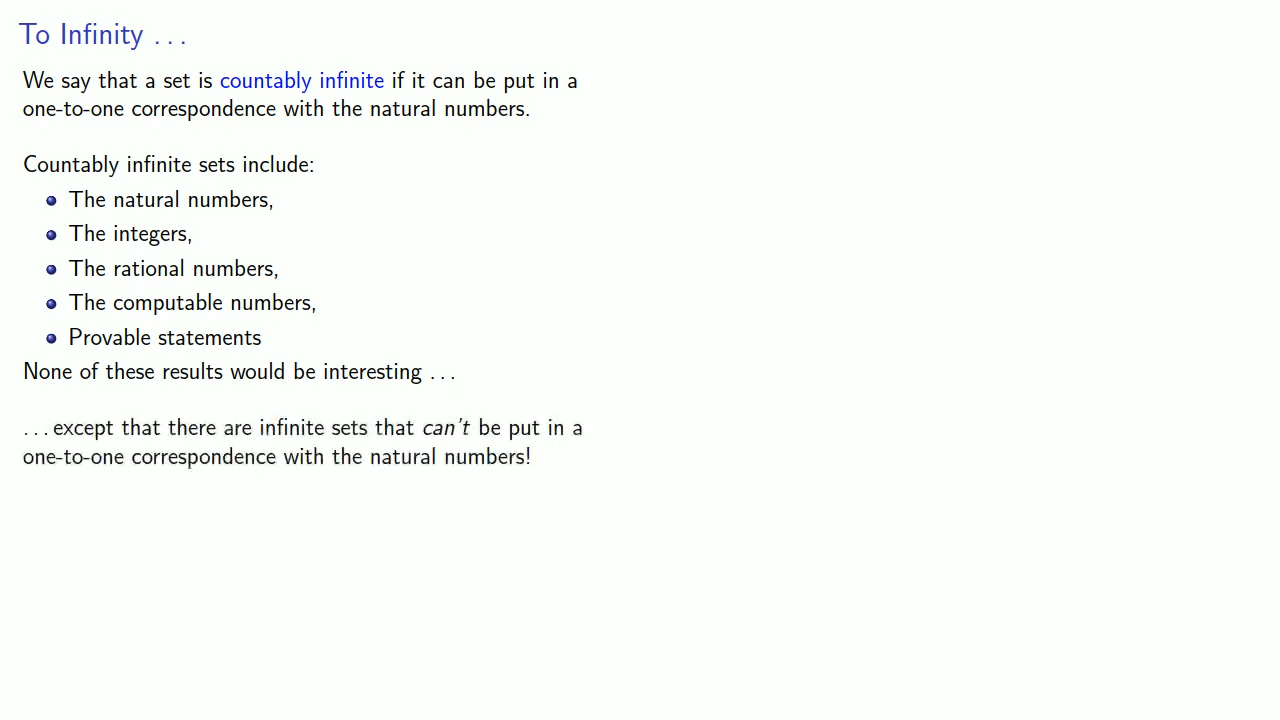 To Infinity . . .
We say that a set is countably infinite if it can be put in a
one-to-one correspondence with the natural numbers.
Countably infinite sets include:
The natural numbers,
The integers,
The rational numbers,
The computable numbers,
Provable statements
None of these results would be interesting . . .
. . . except that there are infinite sets that can't be put in a
one-to-one correspondence with the natural numbers!